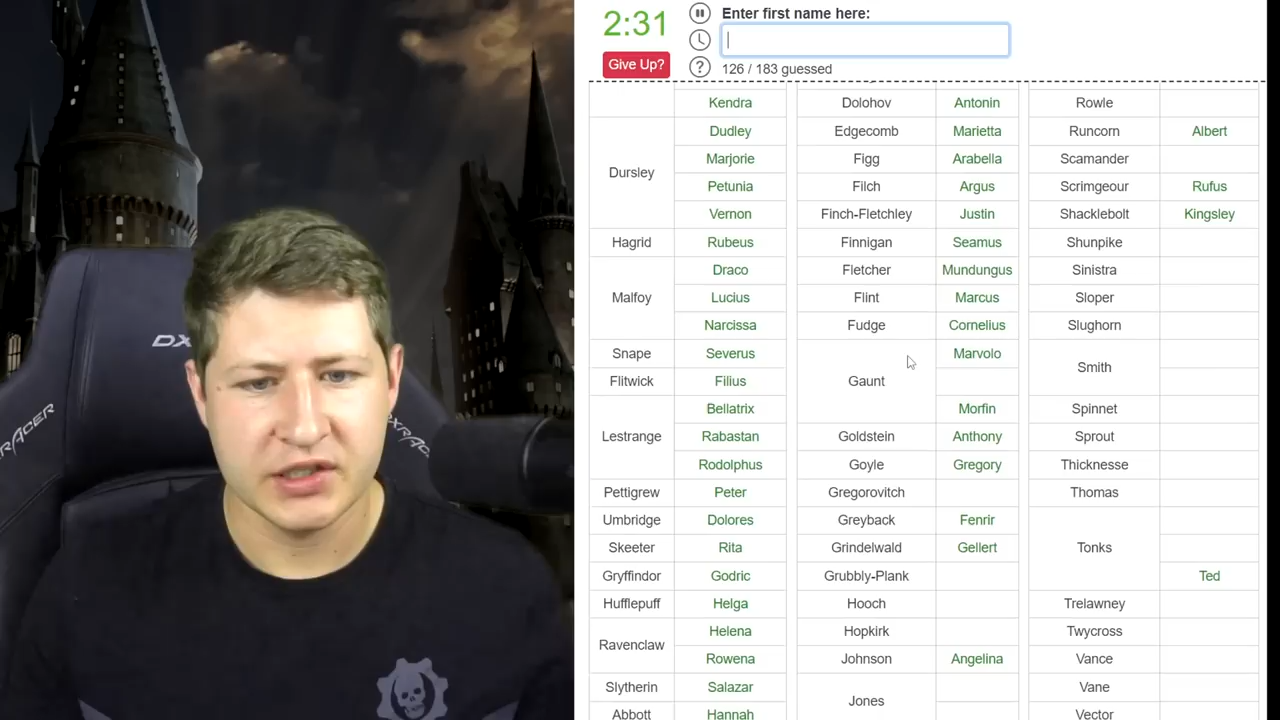 2:31
Enter first name here:
Give Up?
126 / 183 guessed
Kendra Dolohov Antonin Rowle
Dudley Edgecomb Marietta Runcorn Albert
Marjorie Figg Arabella Scamander
Dursley
Petunia Filch Argus Scrimgeour Rufus
Vernon Finch-Fletchley Justin Shacklebolt Kingsley
Hagrid Rubeus Finnigan Seamus Shunpike
Draco Fletcher Mundungus Sinistra
Malfoy Lucius Flint Marcus Sloper
Narcissa Fudge Cornelius Slughorn
Snape Severus Marvolo
Smith
Flitwick Filius Gaunt
Bellatrix Morfin Spinnet
Lestrange Rabastan Goldstein Anthony Sprout
Rodolphus Goyle Gregory Thicknesse
Pettigrew Peter Gregorovitch Thomas
Umbridge Dolores Greyback Fenrir
Skeeter Rita Grindelwald Gellert Tonks
Gryffindor Godric Grubbly-Plank Ted
Hufflepuff Helga Hooch Trelawney
Helena Hopkirk Twycross
Ravenclaw
Rowena Johnson Angelina Vance
Slytherin Salazar Vane
Jones
Abbott Hannah Vector
DX
RACER
DXRACER